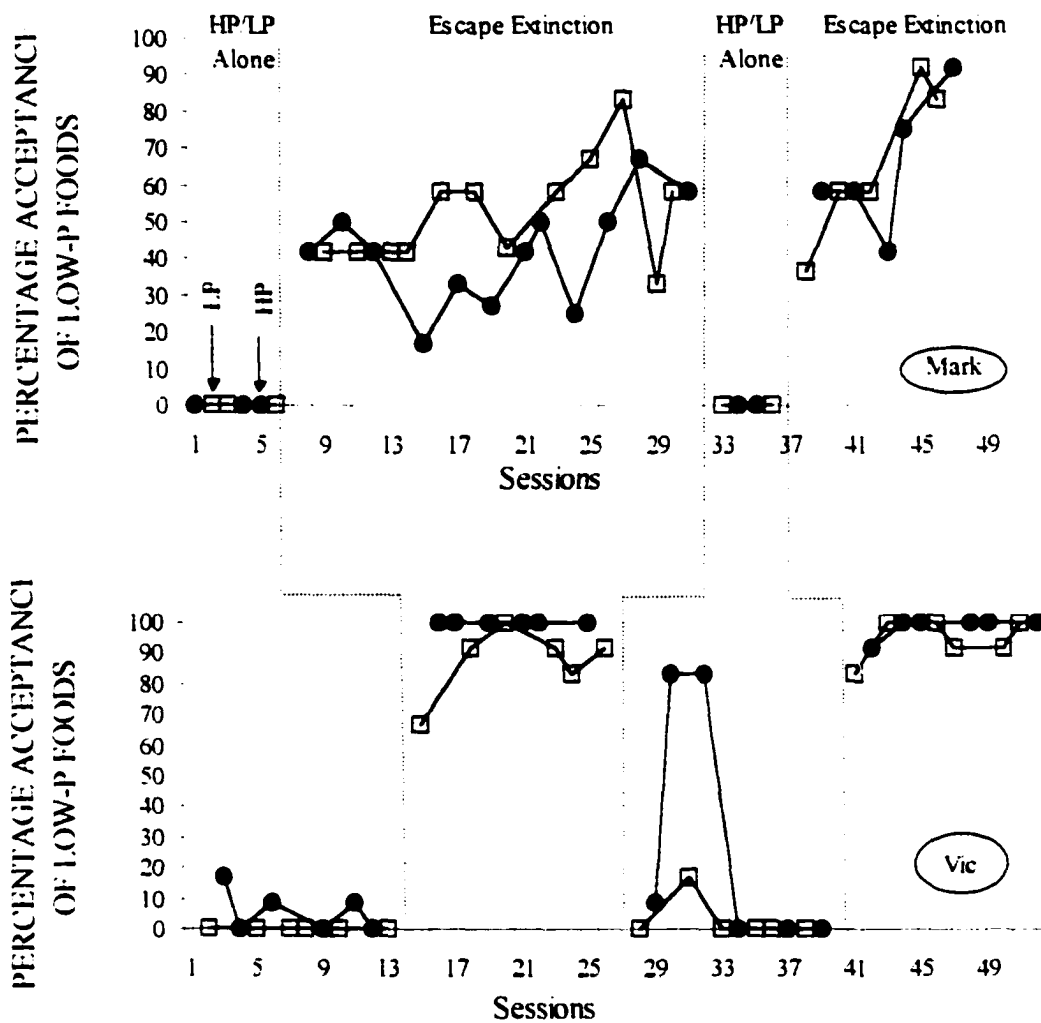 HP/LP Alone
Escape Extinction
HP/LP Alone
Escape Extinction
PERCENTAGE ACCEPTANCI
OF LOW-P FOODS
100
90
80
70
60
50
40
30
20
10
0
LP
HP
Mark
1 5 9 13 17 21 25 29 33 37 41 45 49
Sessions
PERCENTAGE ACCEPTANCI
OF LOW-P FOODS
100
90
80
70
60
50
40
30
20
10
0
Vic
1 5 9 13 17 21 25 29 33 37 41 45 49
Sessions